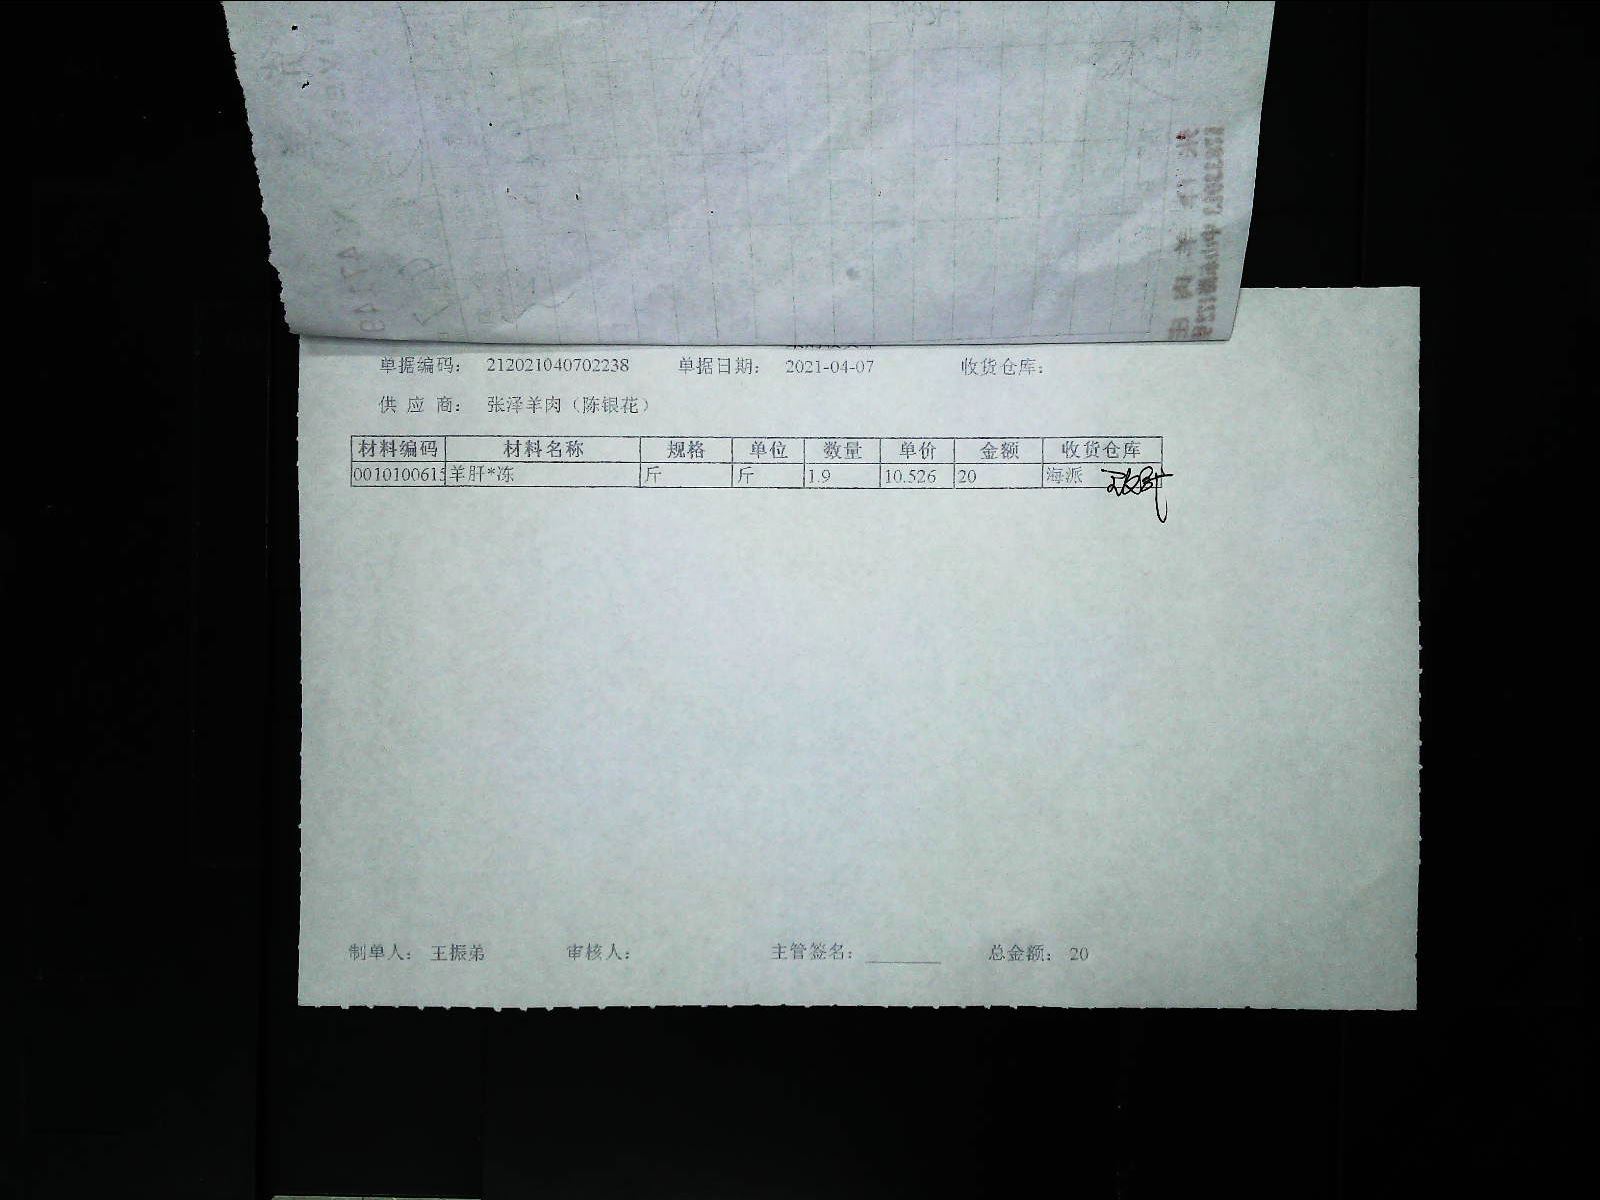 单据编码： 212021040702238 单据日期： 2021-04-07 收货仓库：
供 应 商： 张泽羊肉（陈银花）
材料编码 材料名称 规格 单位 数量 单价 金额 收货仓库
0010100615 羊肝*冻 斤 斤 1.9 10.526 20 海派
制单人： 王振弟 审核人： 主管签名： ________ 总金额： 20